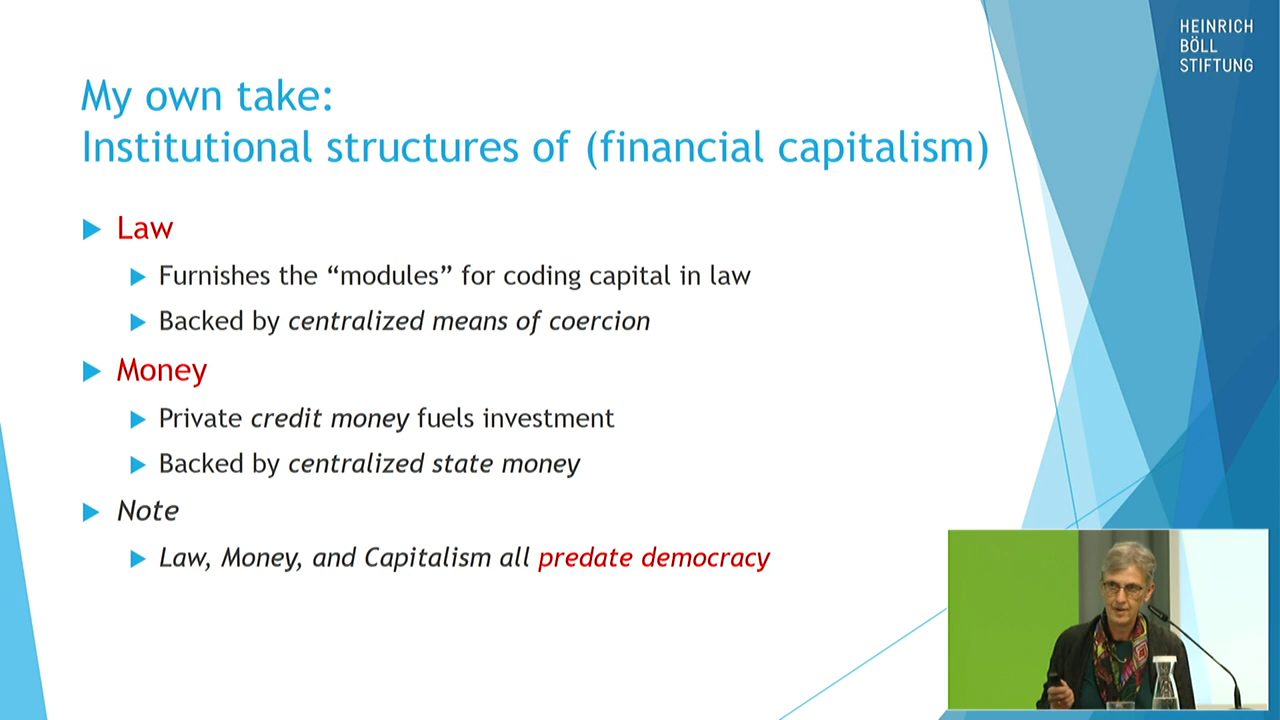 HEINRICH
BÖLL
STIFTUNG
My own take:
Institutional structures of (financial capitalism)
Law
Furnishes the “modules” for coding capital in law
Backed by centralized means of coercion
Money
Private credit money fuels investment
Backed by centralized state money
Note
Law, Money, and Capitalism all predate democracy